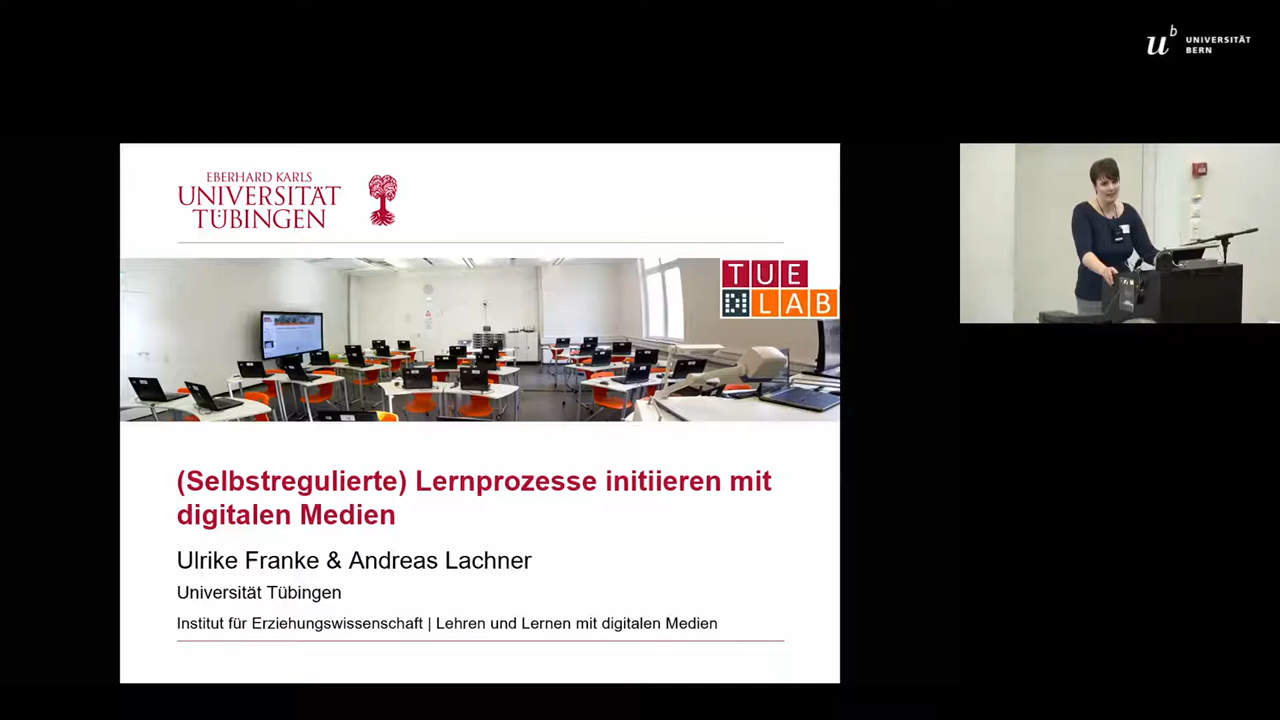 u b UNIVERSITÄT
BERN
EBERHARD KARLS
UNIVERSITÄT
TÜBINGEN
TUE
LAB
(Selbstregulierte) Lernprozesse initiieren mit
digitalen Medien
Ulrike Franke & Andreas Lachner
Universität Tübingen
Institut für Erziehungswissenschaft | Lehren und Lernen mit digitalen Medien